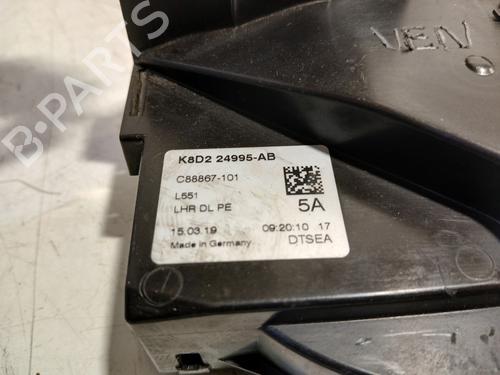 VEN
K8D2 24995-AB
C88867-101
L551
LHR DL PE
5A
15.03.19 09:20:10 17
Made in Germany DTSEA
B-PARTS